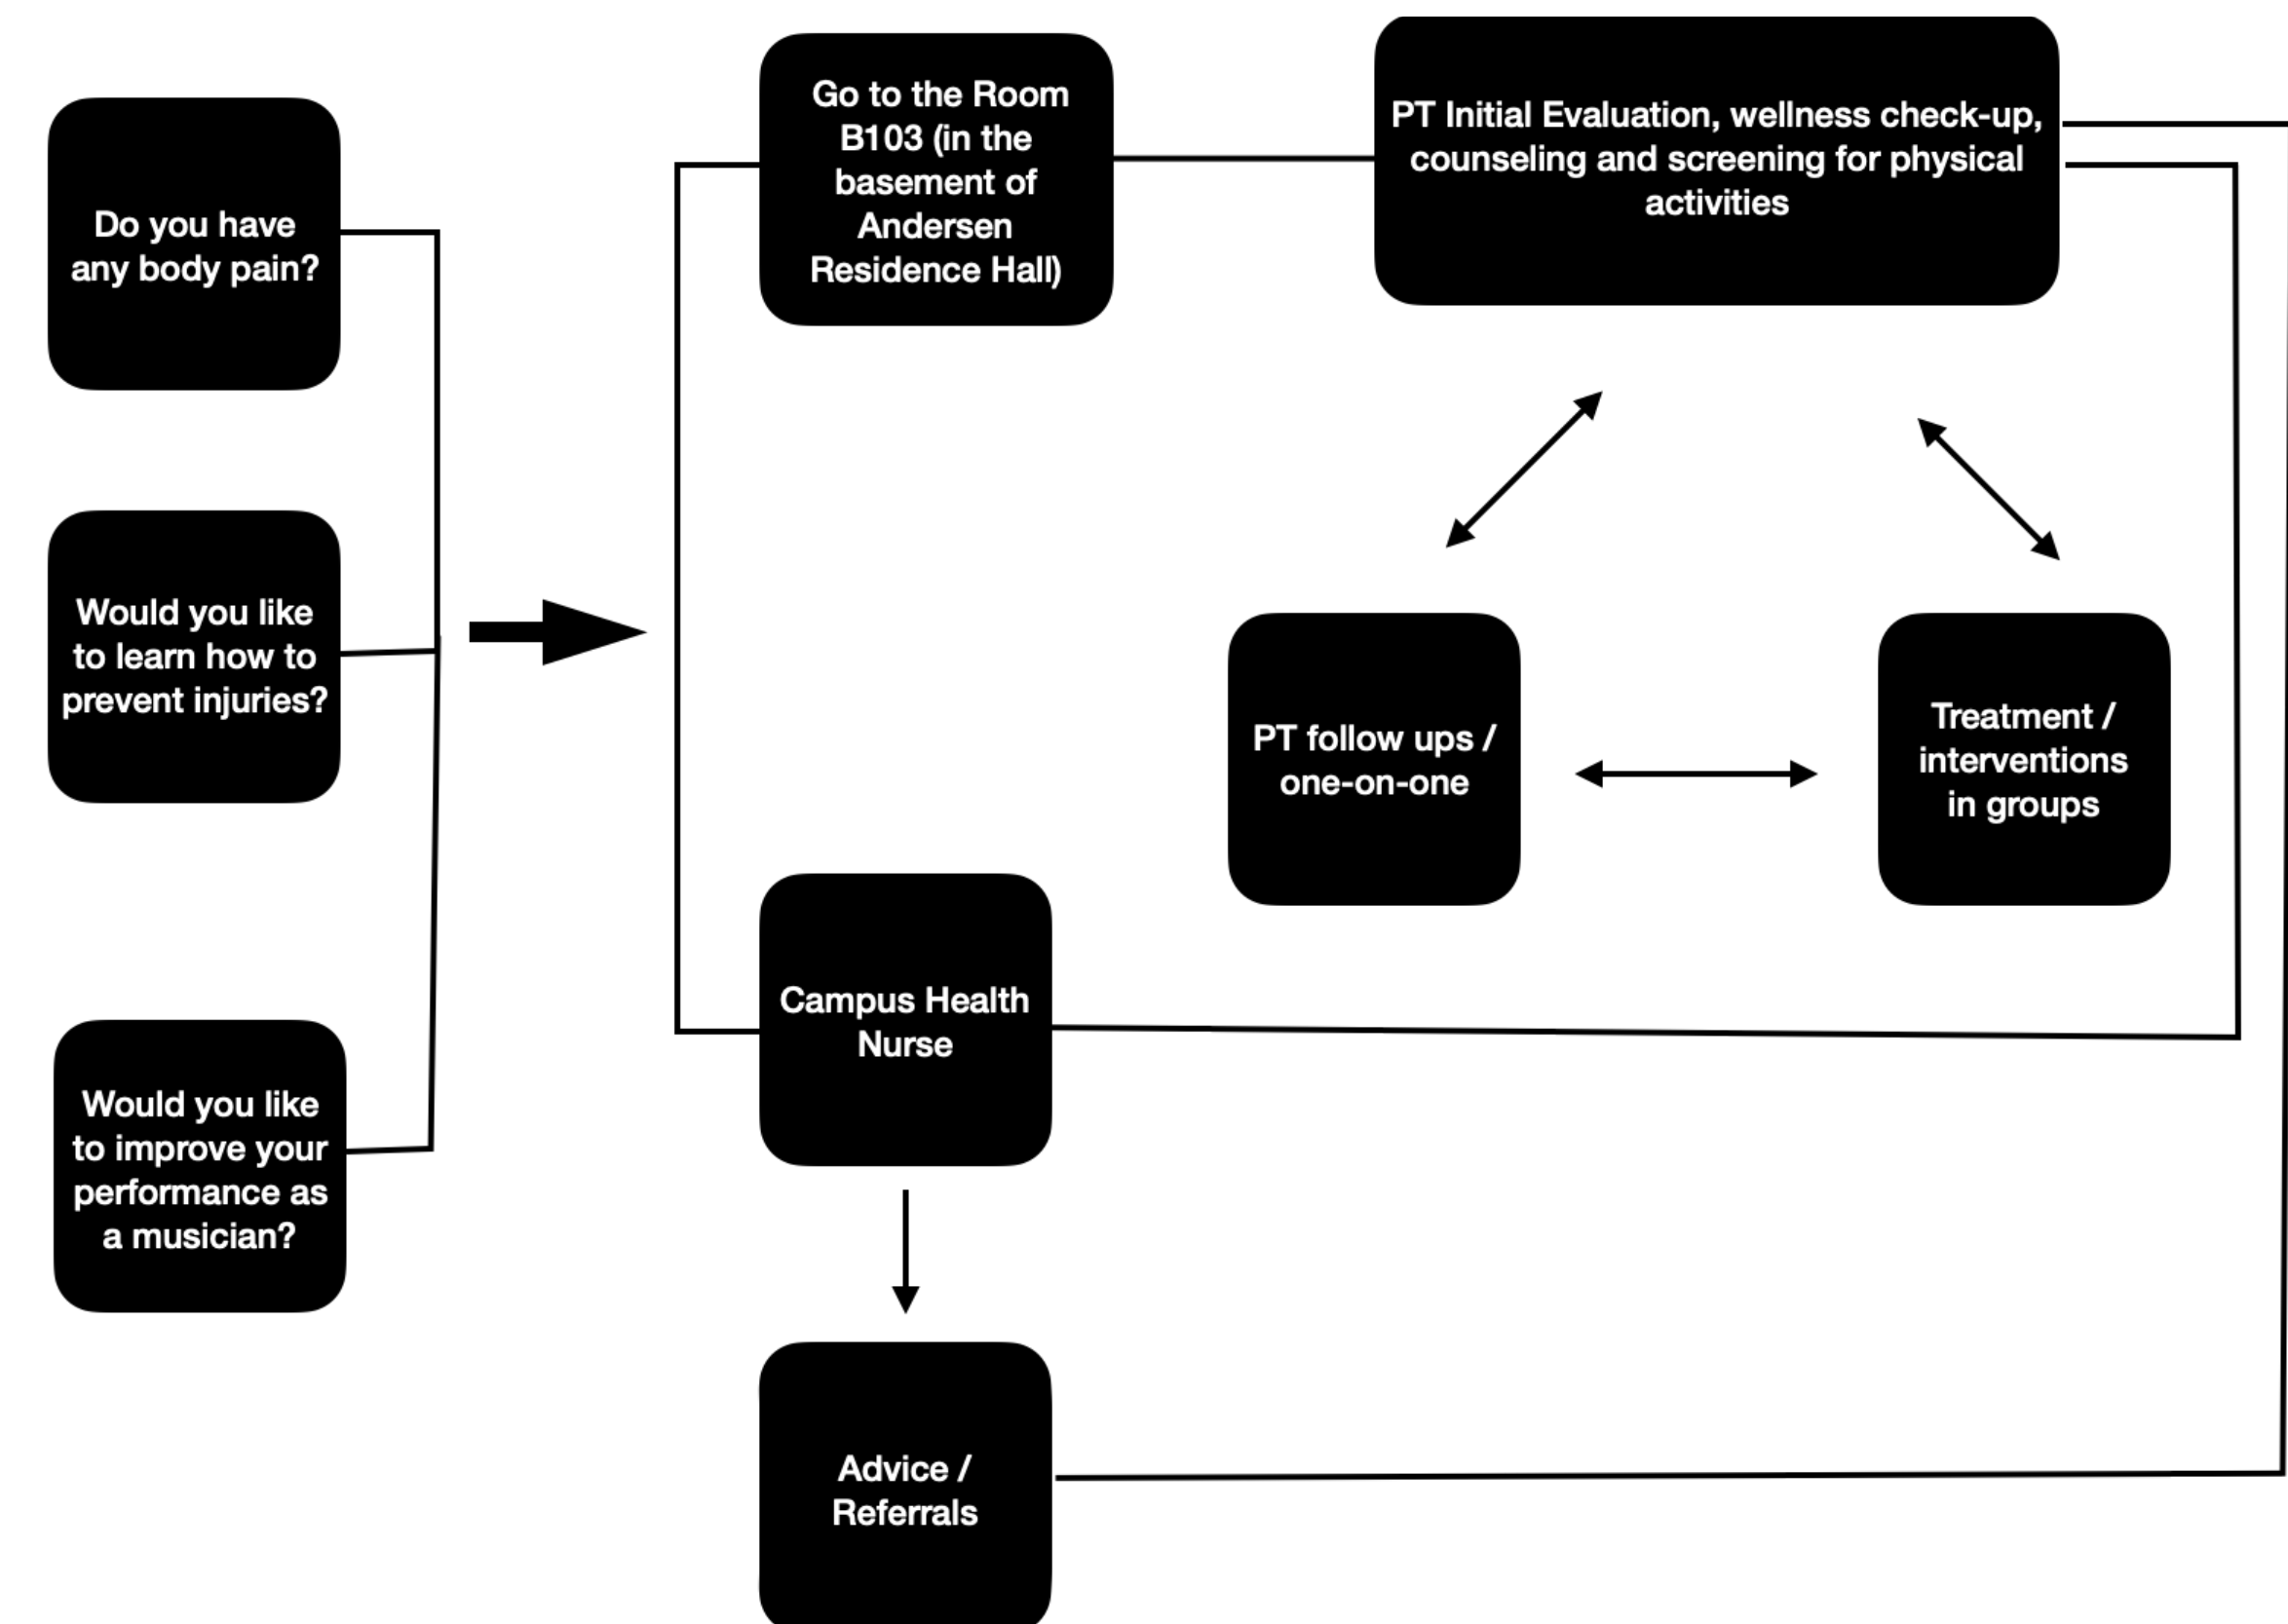 Do you have
any body pain?
Would you like
to learn how to
prevent injuries?
Would you like
to improve your
performance as
a musician?
Go to the Room
B103 (in the
basement of
Andersen
Residence Hall)
PT Initial Evaluation, wellness check-up,
counseling and screening for physical
activities
PT follow ups /
one-on-one
Treatment /
interventions
in groups
Campus Health
Nurse
Advice /
Referrals